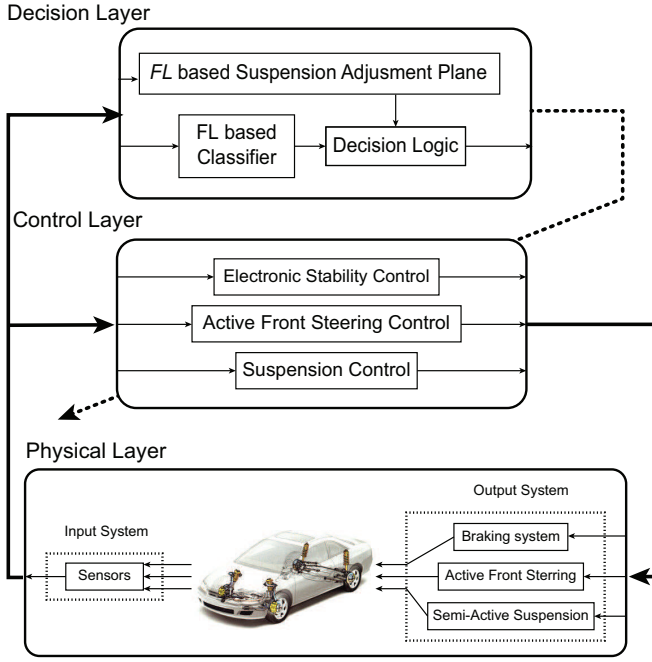 Decision Layer
FL based Suspension Adjusment Plane
FL based
Classifier
Decision Logic
Control Layer
Electronic Stability Control
Active Front Steering Control
Suspension Control
Physical Layer
Output System
Input System
Braking system
Sensors
Active Front Sterring
Semi-Active Suspension